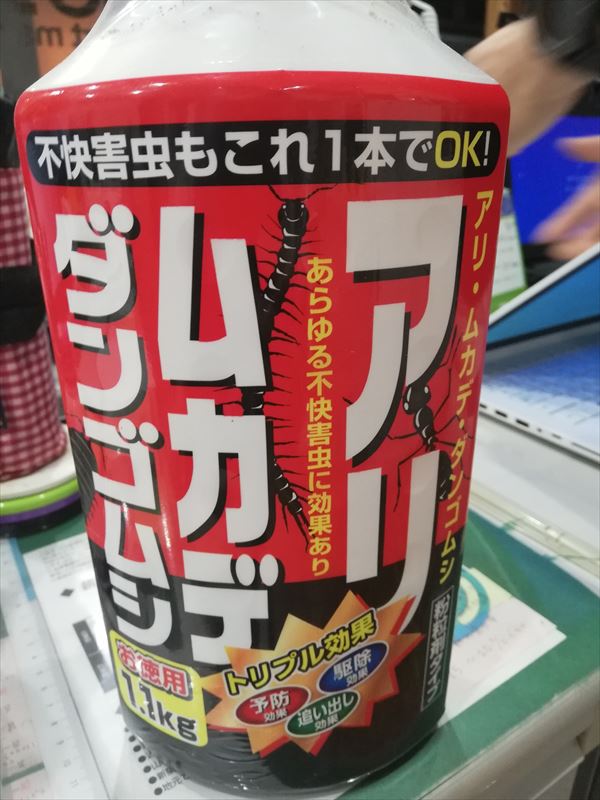 不快害虫もこれ1本でOK!
アリ・ムカデ・ダンゴムシ
アリ
あらゆる不快害虫に効果あり
ムカデ
ダンゴムシ
粉粒剤タイプ
トリプル効果
予防
効果
駆除
効果
追い出し
効果
お徳用
1.1kg